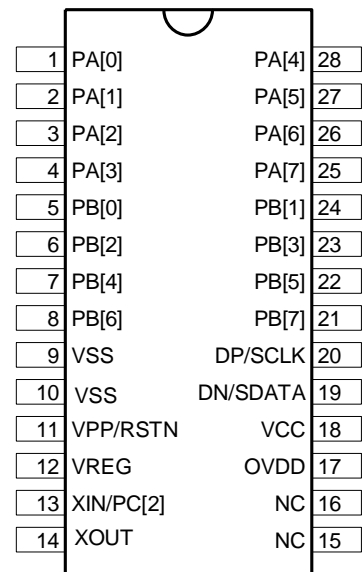 1 PA[0] PA[4] 28
2 PA[1] PA[5] 27
3 PA[2] PA[6] 26
4 PA[3] PA[7] 25
5 PB[0] PB[1] 24
6 PB[2] PB[3] 23
7 PB[4] PB[5] 22
8 PB[6] PB[7] 21
9 VSS DP/SCLK 20
10 VSS DN/SDATA 19
11 VPP/RSTN VCC 18
12 VREG OVDD 17
13 XIN/PC[2] NC 16
14 XOUT NC 15